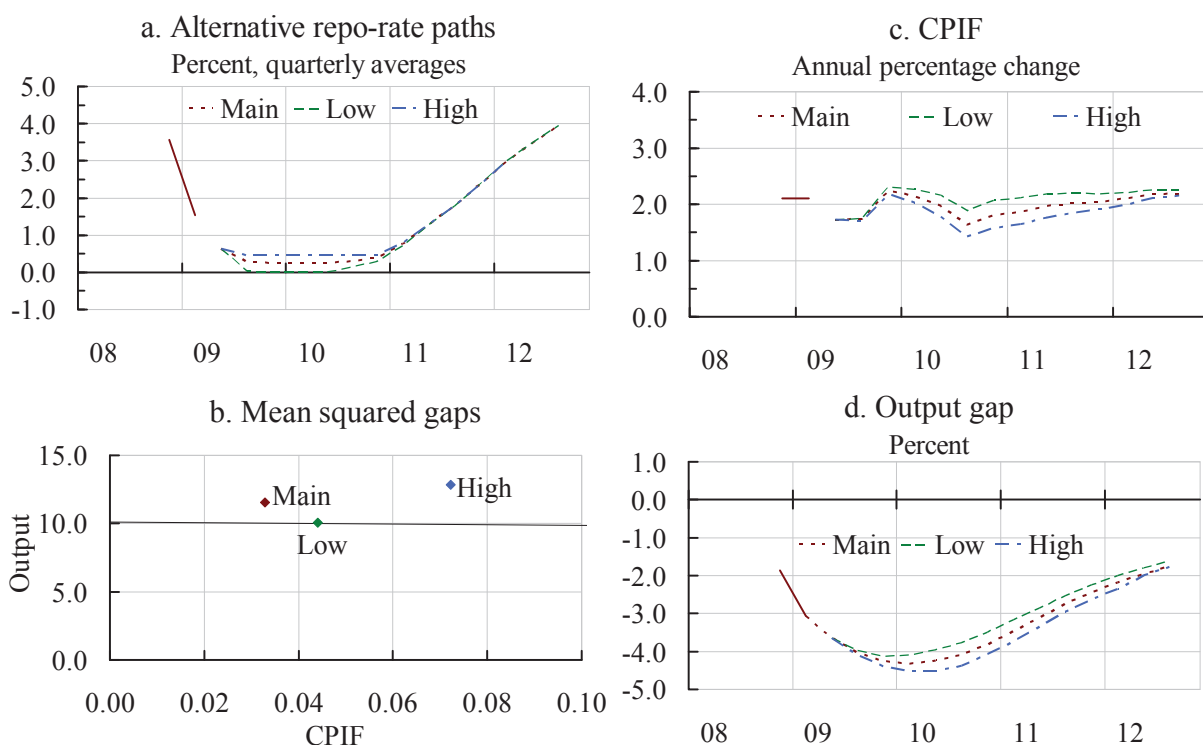 a. Alternative repo-rate paths
Percent, quarterly averages
5.0
4.0
3.0
2.0
1.0
0.0
-1.0
Main Low High
08 09 10 11 12
c. CPIF
Annual percentage change
4.0
3.0
2.0
1.0
0.0
Main Low High
08 09 10 11 12
b. Mean squared gaps
Output
15.0
10.0
5.0
0.0
Main
High
Low
0.00 0.02 0.04 0.06 0.08 0.10
CPIF
d. Output gap
Percent
1.0
0.0
-1.0
-2.0
-3.0
-4.0
-5.0
Main Low High
08 09 10 11 12